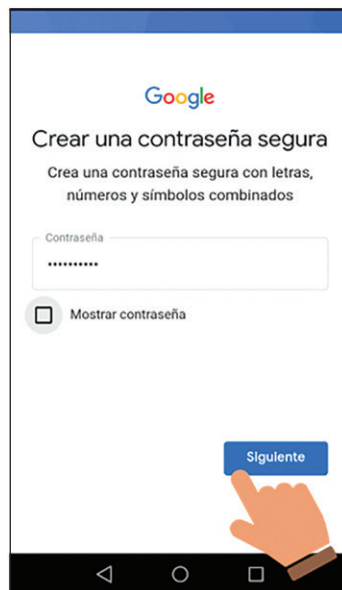 Google
Crear una contraseña segura
Crea una contraseña segura con letras,
números y símbolos combinados
Contraseña
••••••••••
Mostrar contraseña
Siguiente